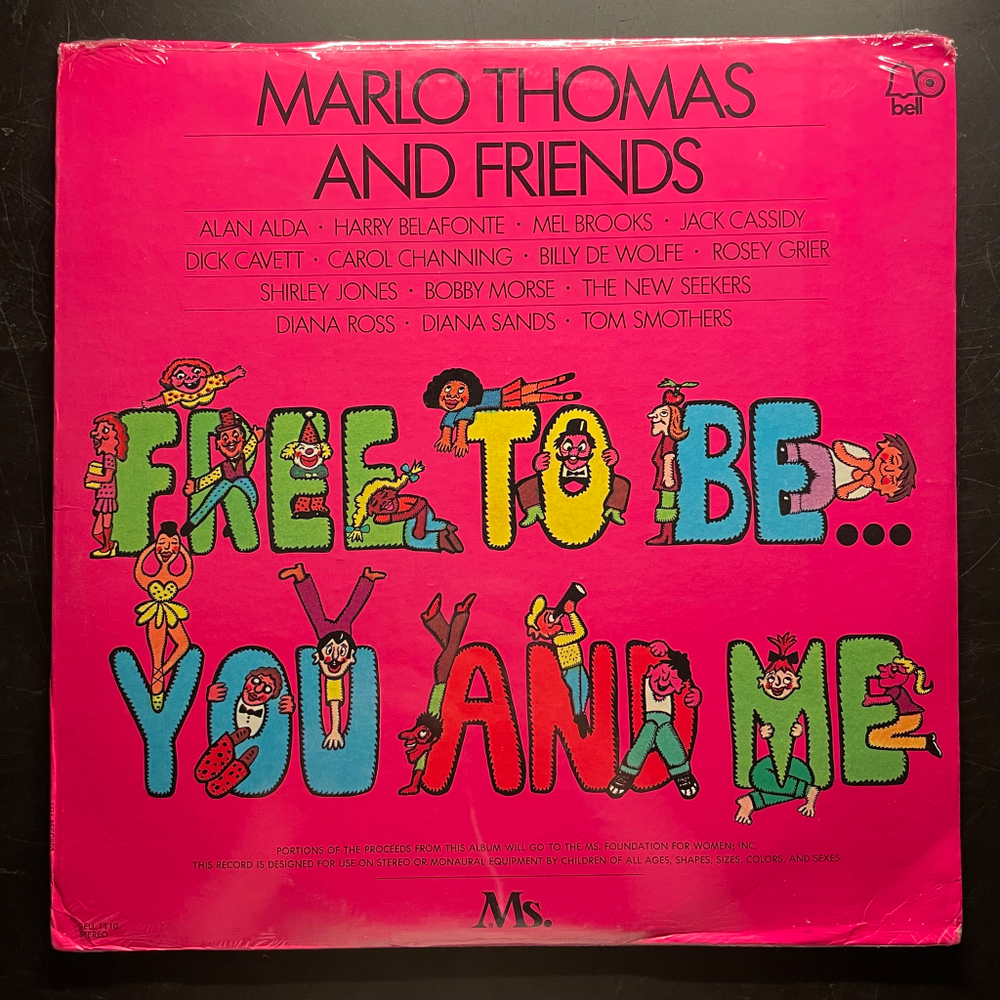 MARLO THOMAS
bell
AND FRIENDS
ALAN ALDA · HARRY BELAFONTE · MEL BROOKS · JACK CASSIDY
DICK CAVETT · CAROL CHANNING · BILLY DE WOLFE · ROSEY GRIER
SHIRLEY JONES · BOBBY MORSE · THE NEW SEEKERS
DIANA ROSS · DIANA SANDS · TOM SMOTHERS
FREE TO BE...
YOU AND ME
PORTIONS OF THE PROCEEDS FROM THIS ALBUM WILL GO TO THE MS. FOUNDATION FOR WOMEN, INC.
THIS RECORD IS DESIGNED FOR USE ON STEREO OR MONAURAL EQUIPMENT BY CHILDREN OF ALL AGES, SHAPES, SIZES, COLORS, AND SEXES.
Ms.
BELL 1110
STEREO